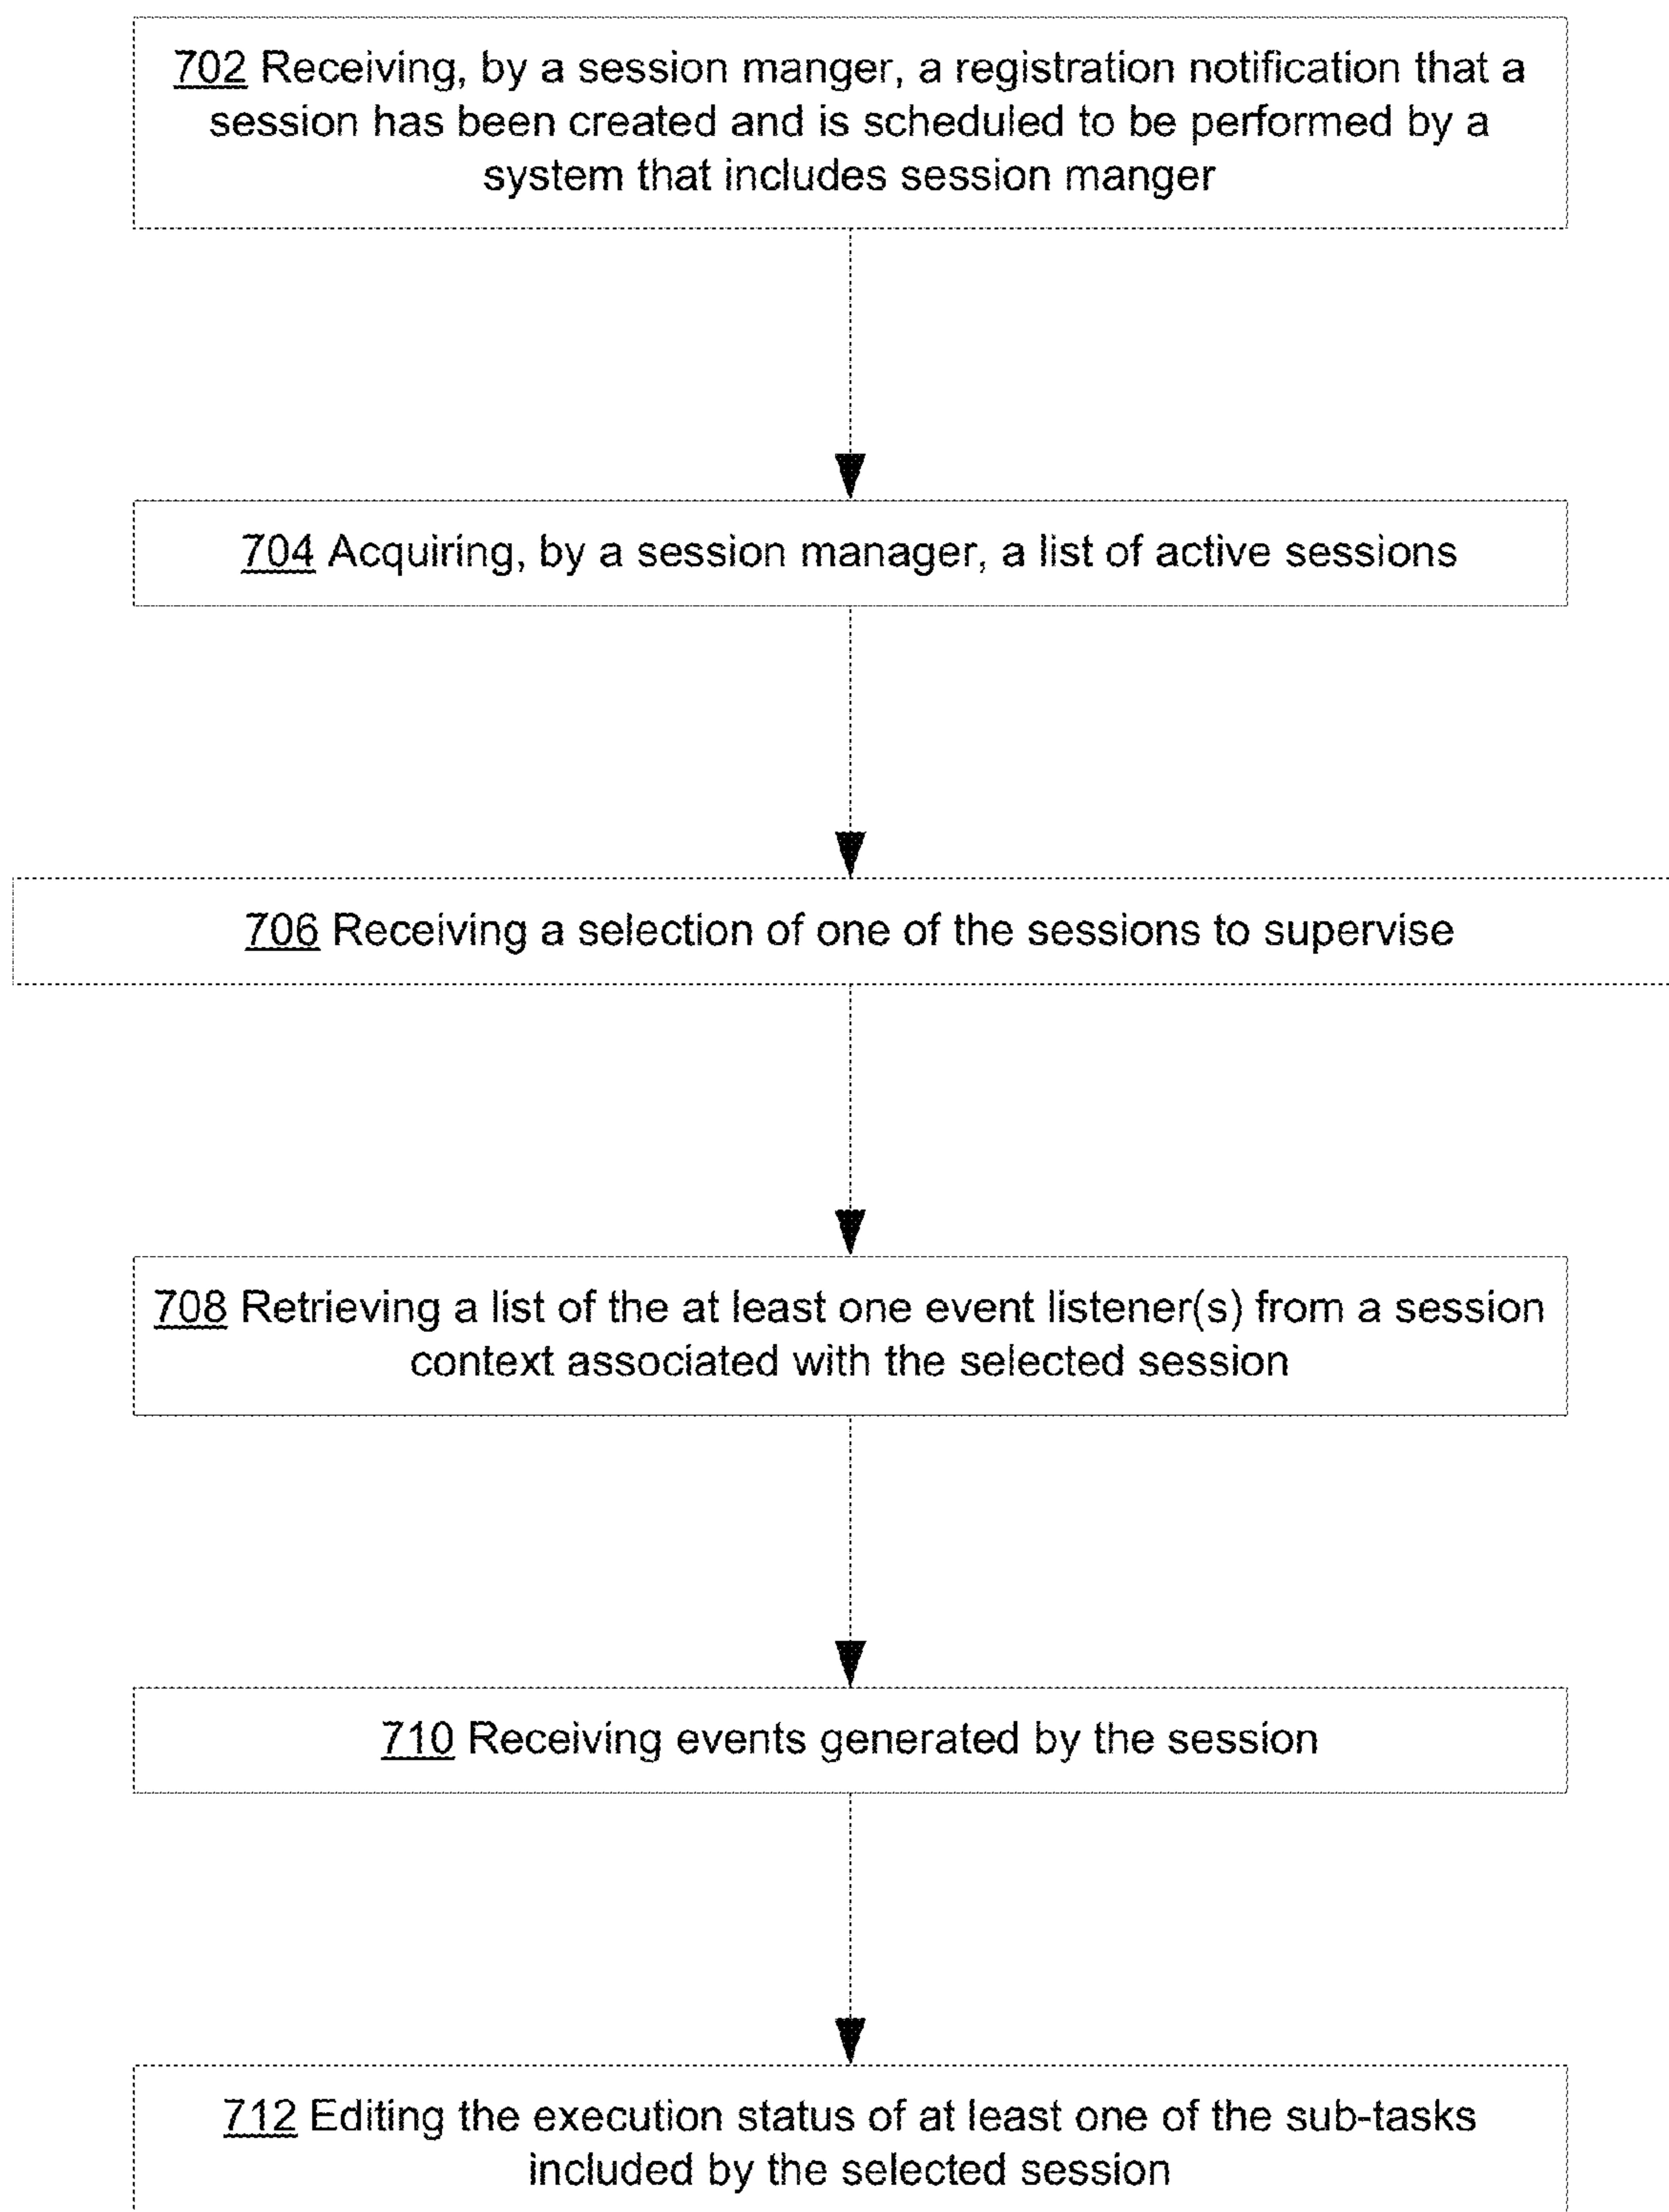 702 Receiving, by a session manger, a registration notification that a
session has been created and is scheduled to be performed by a
system that includes session manger
704 Acquiring, by a session manager, a list of active sessions
706 Receiving a selection of one of the sessions to supervise
708 Retrieving a list of the at least one event listener(s) from a session
context associated with the selected session
710 Receiving events generated by the session
712 Editing the execution status of at least one of the sub-tasks
included by the selected session